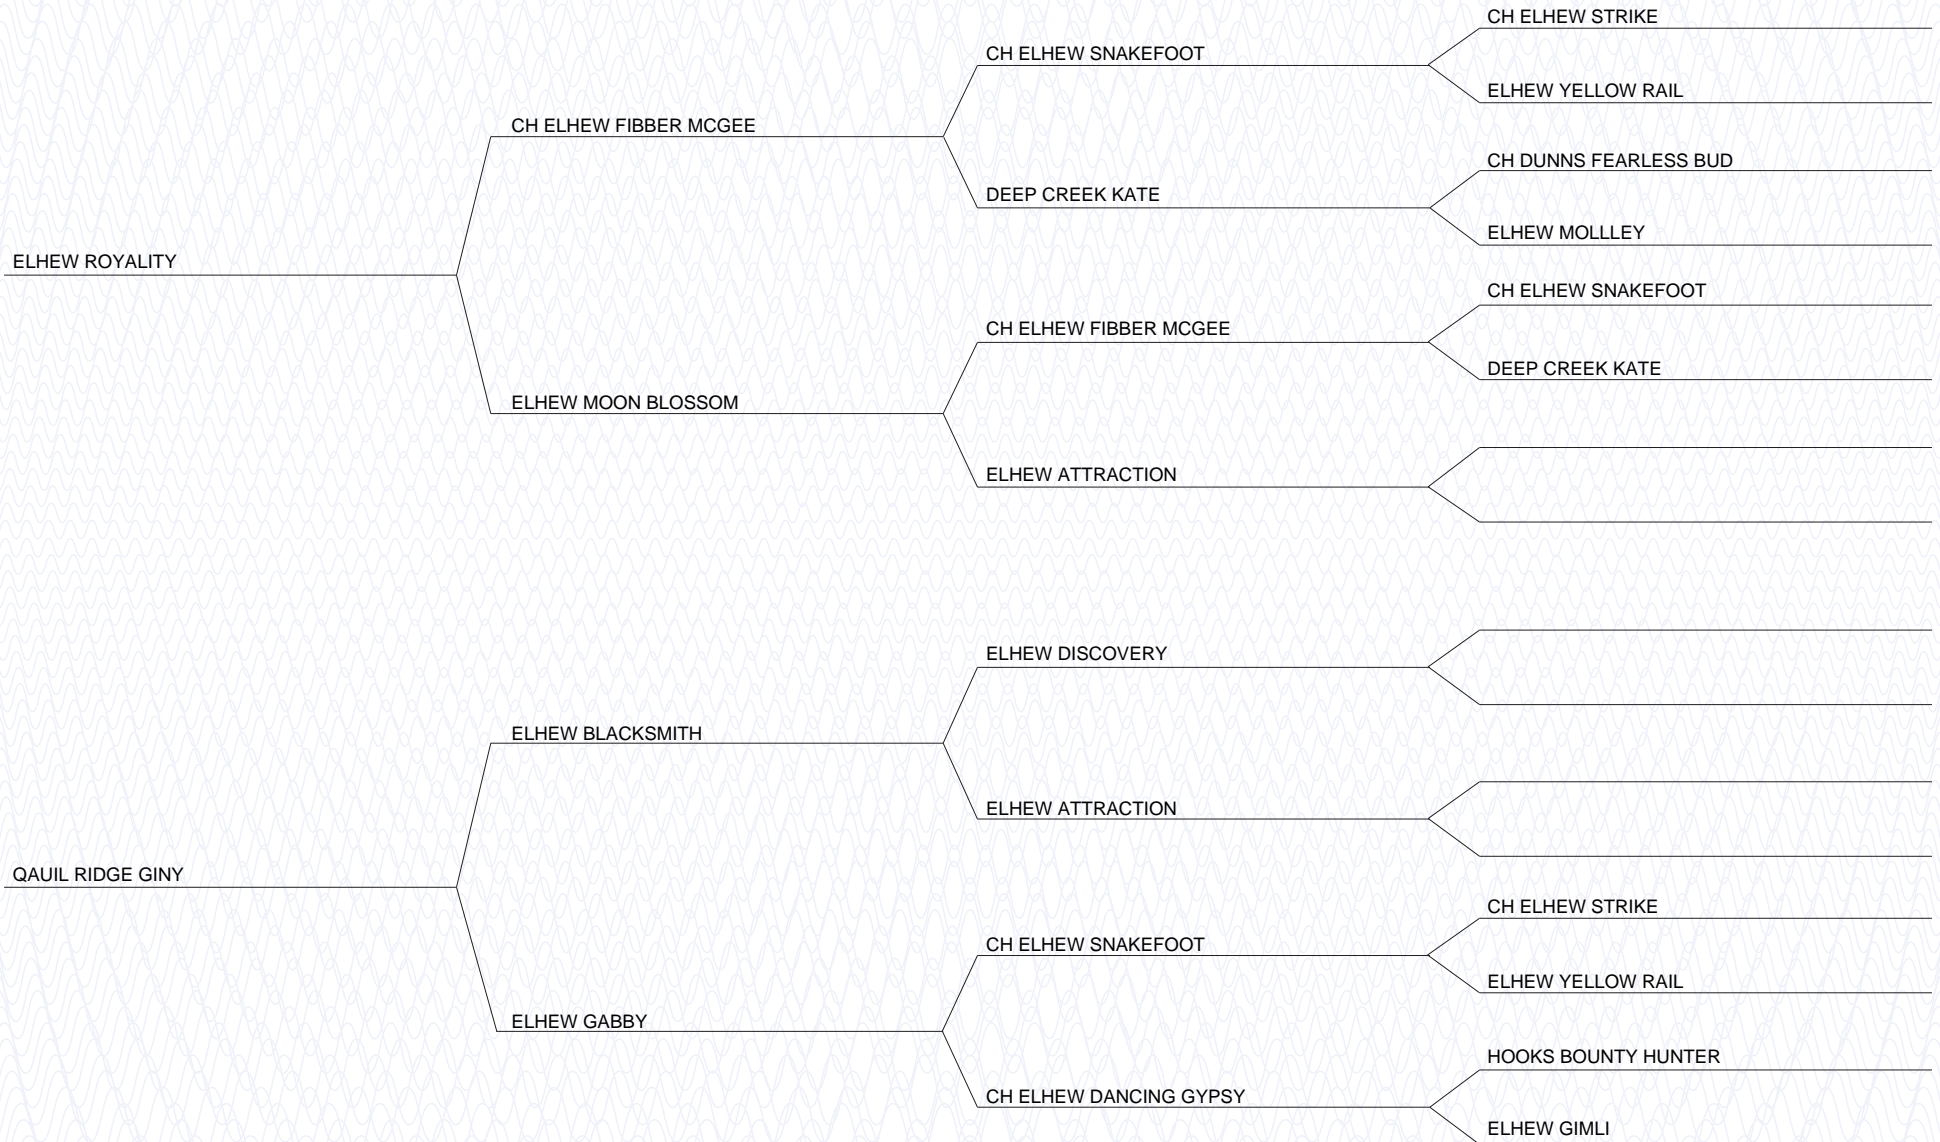 CH ELHEW STRIKE
CH ELHEW SNAKEFOOT
ELHEW YELLOW RAIL
CH ELHEW FIBBER MCGEE
CH DUNNS FEARLESS BUD
DEEP CREEK KATE
ELHEW MOLLLEY
ELHEW ROYALITY
CH ELHEW SNAKEFOOT
CH ELHEW FIBBER MCGEE
DEEP CREEK KATE
ELHEW MOON BLOSSOM
ELHEW ATTRACTION
ELHEW DISCOVERY
ELHEW BLACKSMITH
ELHEW ATTRACTION
QAUIL RIDGE GINY
CH ELHEW STRIKE
CH ELHEW SNAKEFOOT
ELHEW YELLOW RAIL
ELHEW GABBY
HOOKS BOUNTY HUNTER
CH ELHEW DANCING GYPSY
ELHEW GIMLI